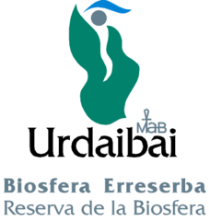 MAB
Urdaibai
Biosfera Erreserba
Reserva de la Biosfera